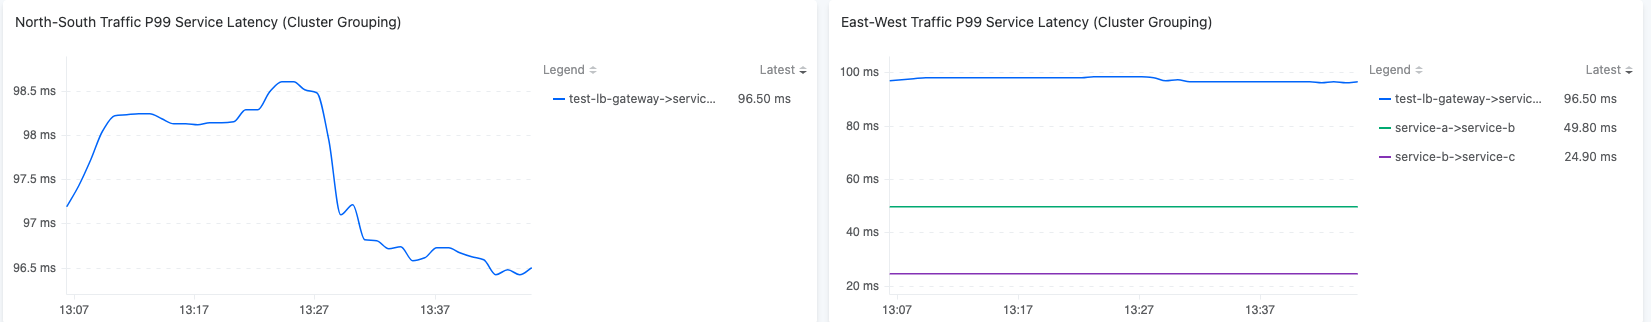 North-South Traffic P99 Service Latency (Cluster Grouping)
Legend Latest
test-lb-gateway->servic... 96.50 ms
98.5 ms
98 ms
97.5 ms
97 ms
96.5 ms
13:07 13:17 13:27 13:37
East-West Traffic P99 Service Latency (Cluster Grouping)
Legend Latest
test-lb-gateway->servic... 96.50 ms
service-a->service-b 49.80 ms
service-b->service-c 24.90 ms
100 ms
80 ms
60 ms
40 ms
20 ms
13:07 13:17 13:27 13:37